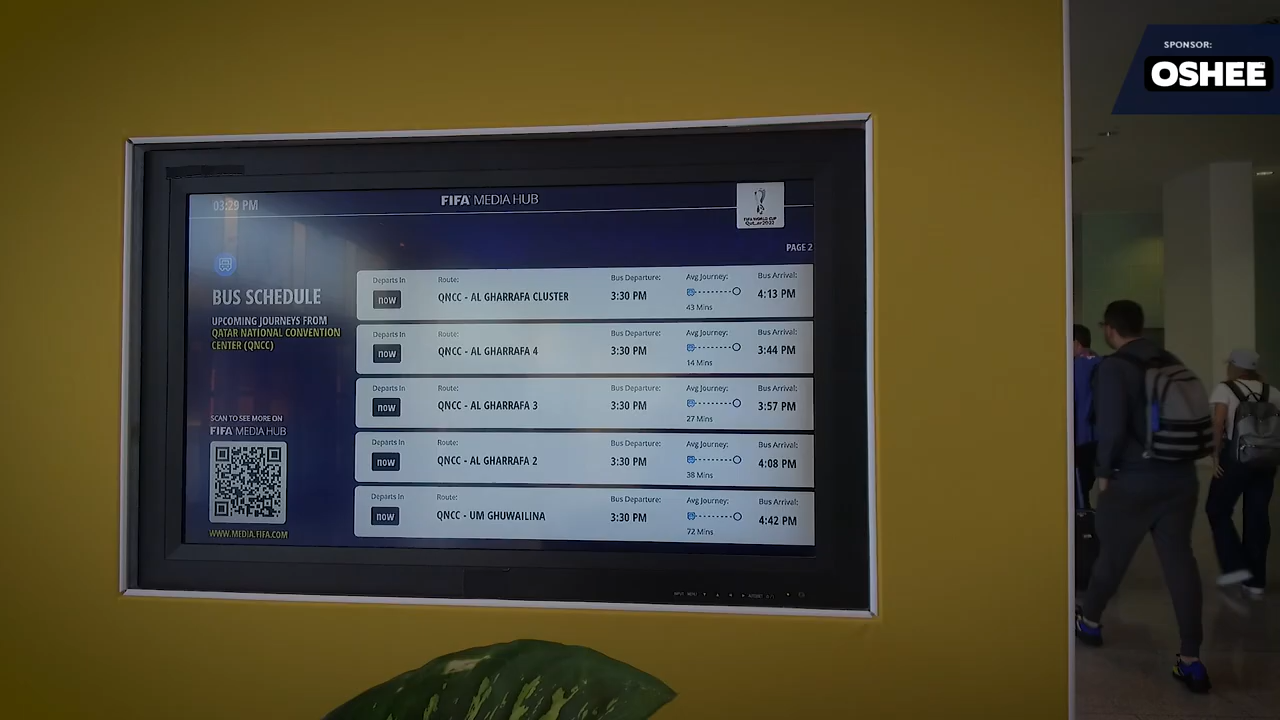 SPONSOR:
OSHEE
03:29 PM
FIFA MEDIA HUB
FIFA WORLD CUP
Qatar2022
PAGE 2
BUS SCHEDULE
UPCOMING JOURNEYS FROM
QATAR NATIONAL CONVENTION
CENTER (QNCC)
SCAN TO SEE MORE ON
FIFA MEDIA HUB
WWW.MEDIA.FIFA.COM
Departs In Route: Bus Departure: Avg Journey: Bus Arrival:
now QNCC - AL GHARRAFA CLUSTER 3:30 PM 4:13 PM
43 Mins
Departs In Route: Bus Departure: Avg Journey: Bus Arrival:
now QNCC - AL GHARRAFA 4 3:30 PM 3:44 PM
14 Mins
Departs In Route: Bus Departure: Avg Journey: Bus Arrival:
now QNCC - AL GHARRAFA 3 3:30 PM 3:57 PM
27 Mins
Departs In Route: Bus Departure: Avg Journey: Bus Arrival:
now QNCC - AL GHARRAFA 2 3:30 PM 4:08 PM
38 Mins
Departs In Route: Bus Departure: Avg Journey: Bus Arrival:
now QNCC - UM GHUWAILINA 3:30 PM 4:42 PM
72 Mins
INPUT MENU